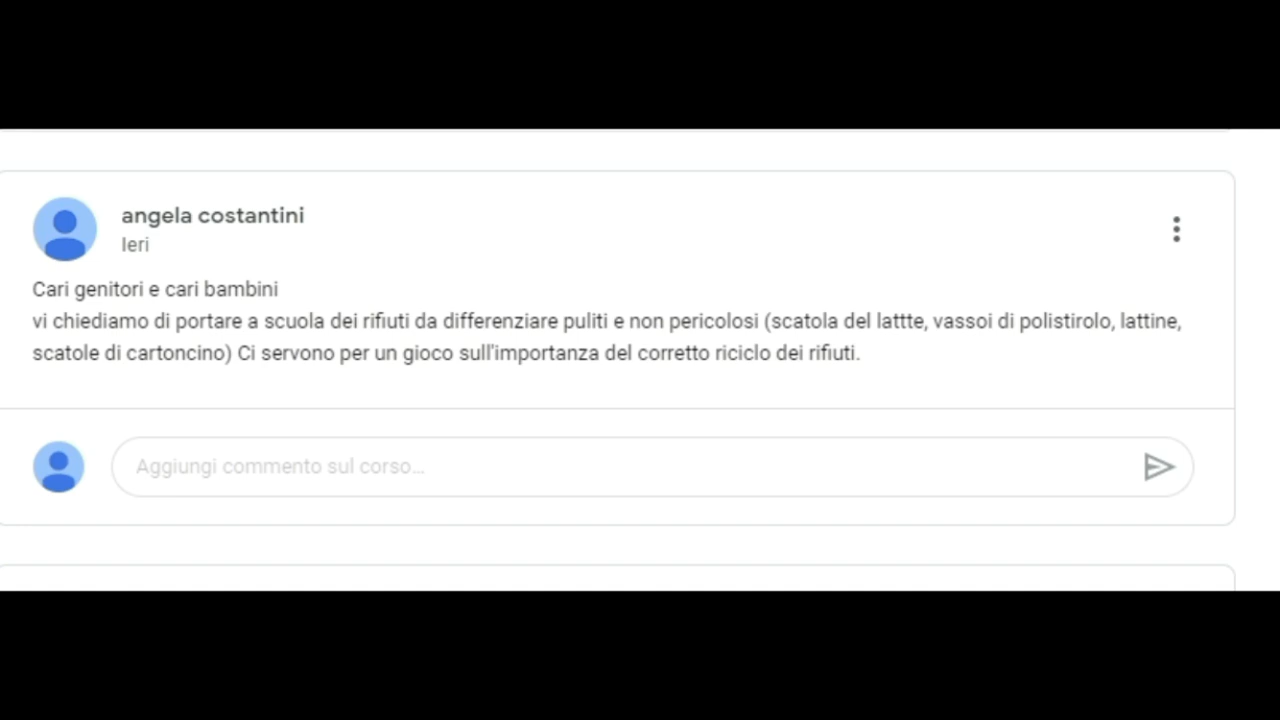 angela costantini
Ieri
Cari genitori e cari bambini
vi chiediamo di portare a scuola dei rifiuti da differenziare puliti e non pericolosi (scatola del lattte, vassoi di polistirolo, lattine,
scatole di cartoncino) Ci servono per un gioco sull'importanza del corretto riciclo dei rifiuti.
Aggiungi commento sul corso...